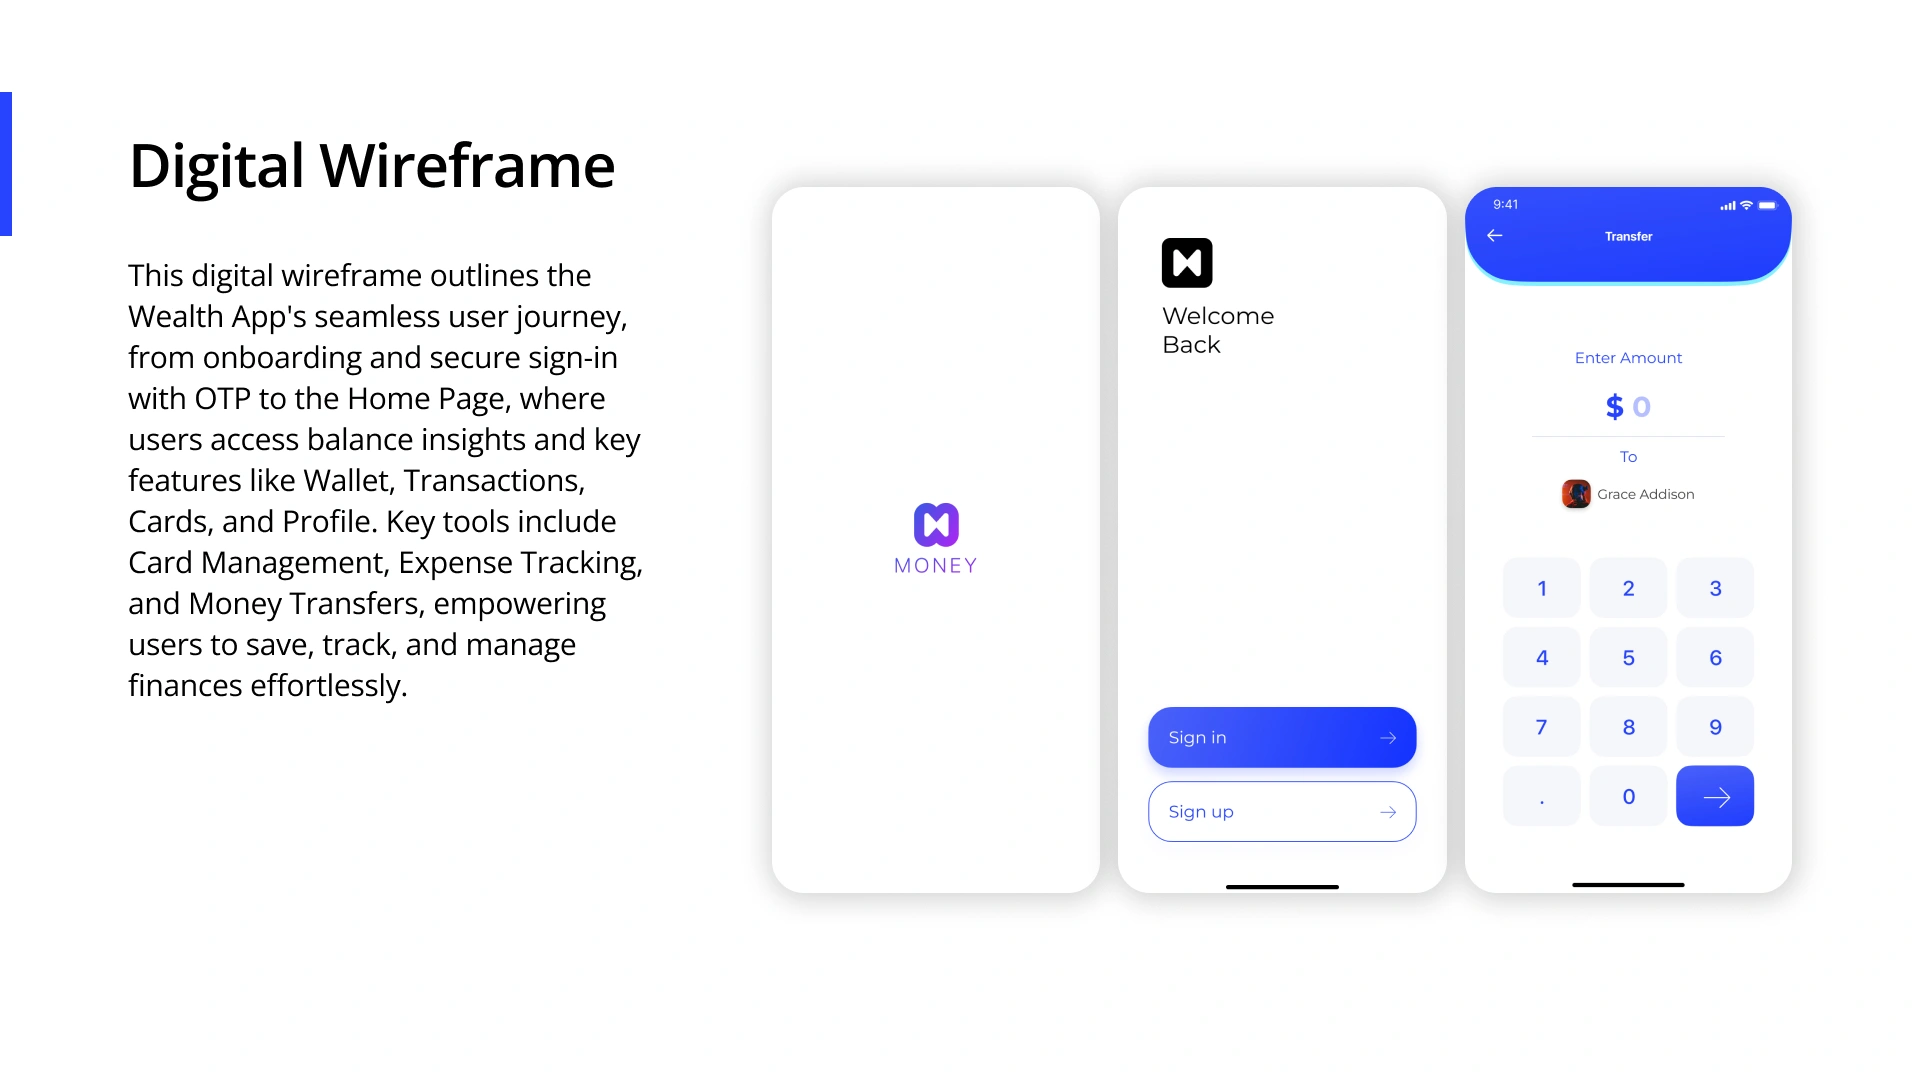 Digital Wireframe
This digital wireframe outlines the
Wealth App's seamless user journey,
from onboarding and secure sign-in
with OTP to the Home Page, where
users access balance insights and key
features like Wallet, Transactions,
Cards, and Profile. Key tools include
Card Management, Expense Tracking,
and Money Transfers, empowering
users to save, track, and manage
finances effortlessly.
MONEY
Welcome
Back
Sign in
Sign up
9:41
Transfer
Enter Amount
$ 0
To
Grace Addison
1 2 3
4 5 6
7 8 9
. 0